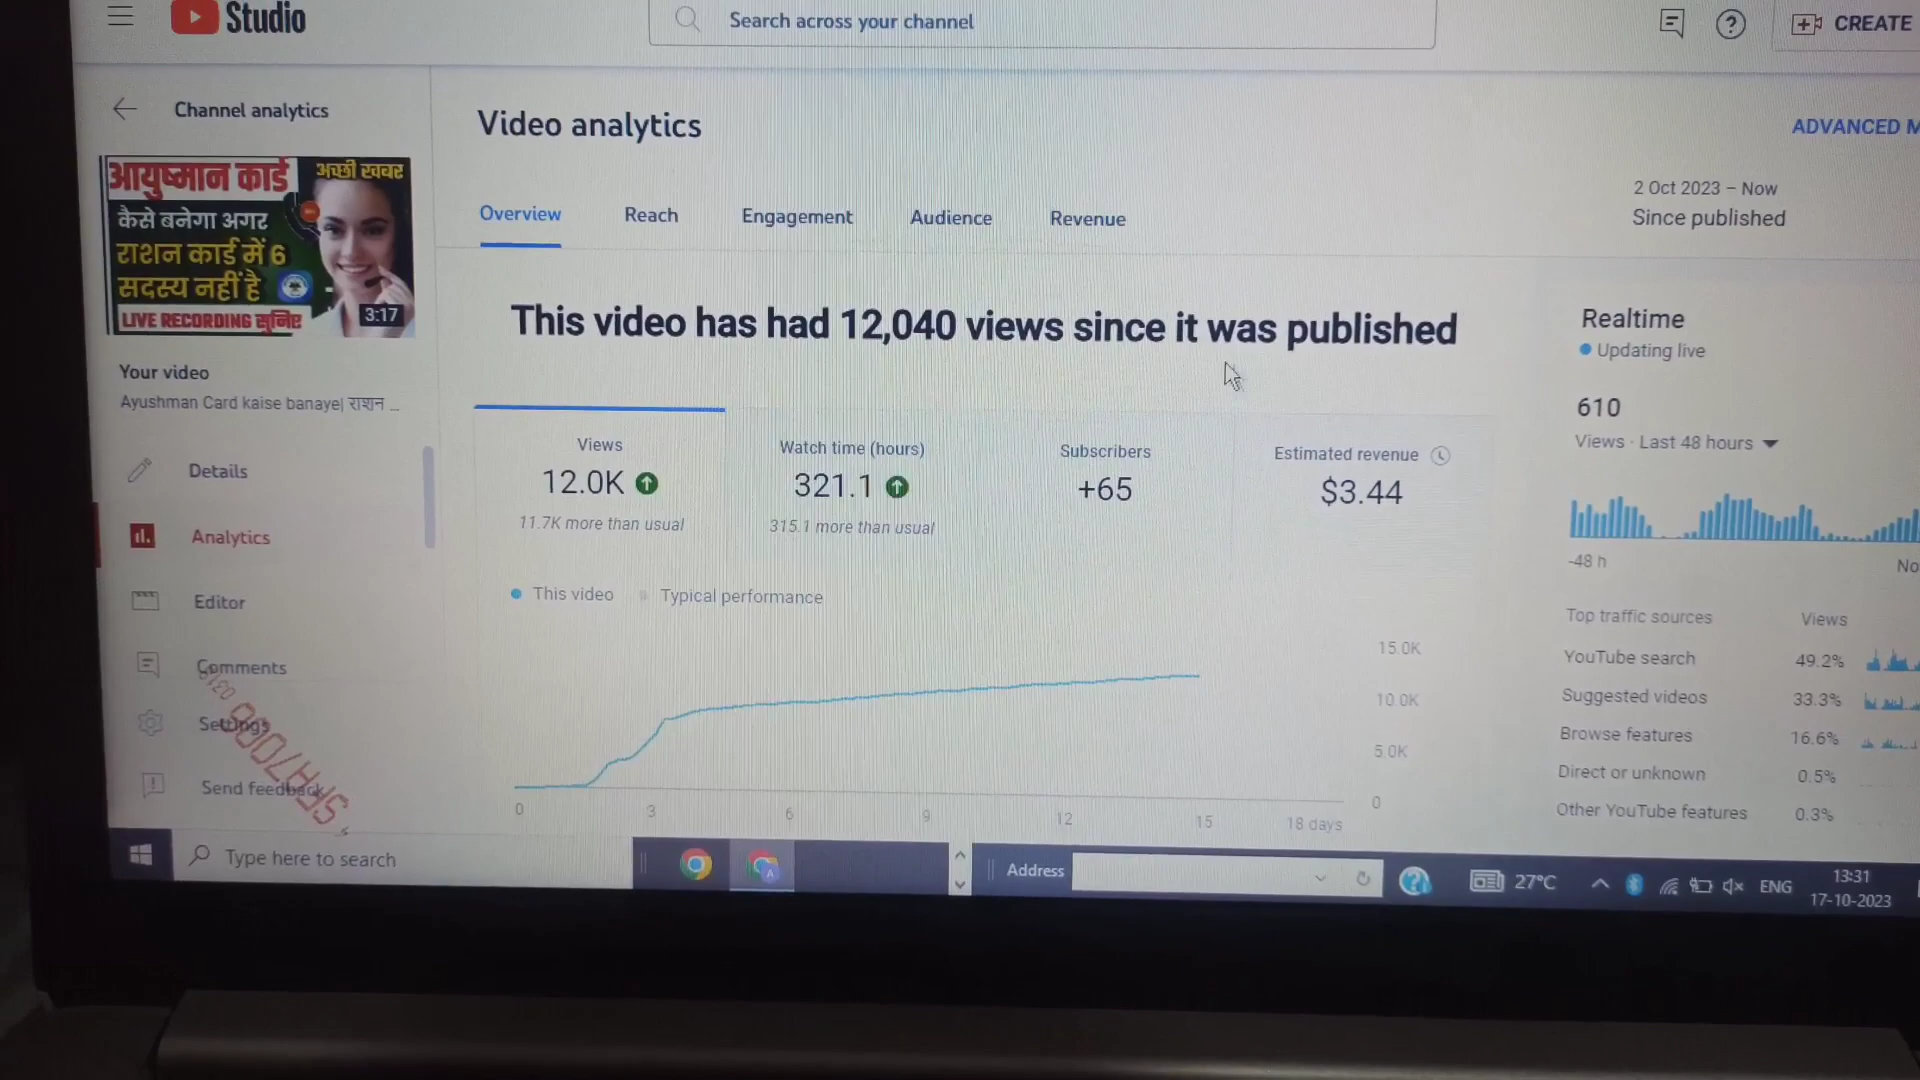 Studio
Search across your channel
CREATE
Channel analytics
आयुष्मान कार्ड
अच्छी खबर
कैसे बनेगा अगर
राशन कार्ड में 6
सदस्य नहीं है
LIVE RECORDING सुनिए
3:17
Your video
Ayushman Card kaise banaye| राशन ...
Details
Analytics
Editor
Comments
Settings
Send feedback
Video analytics
ADVANCED M
Overview
Reach
Engagement
Audience
Revenue
2 Oct 2023 – Now
Since published
This video has had 12,040 views since it was published
Views
12.0K
11.7K more than usual
Watch time (hours)
321.1
315.1 more than usual
Subscribers
+65
Estimated revenue
$3.44
This video
Typical performance
15.0K
10.0K
5.0K
0
0 3 6 9 12 15 18 days
Realtime
Updating live
610
Views · Last 48 hours
-48 h
No
Top traffic sources Views
YouTube search 49.2%
Suggested videos 33.3%
Browse features 16.6%
Direct or unknown 0.5%
Other YouTube features 0.3%
Type here to search
A
Address
27°C
ENG
13:31
17-10-2023